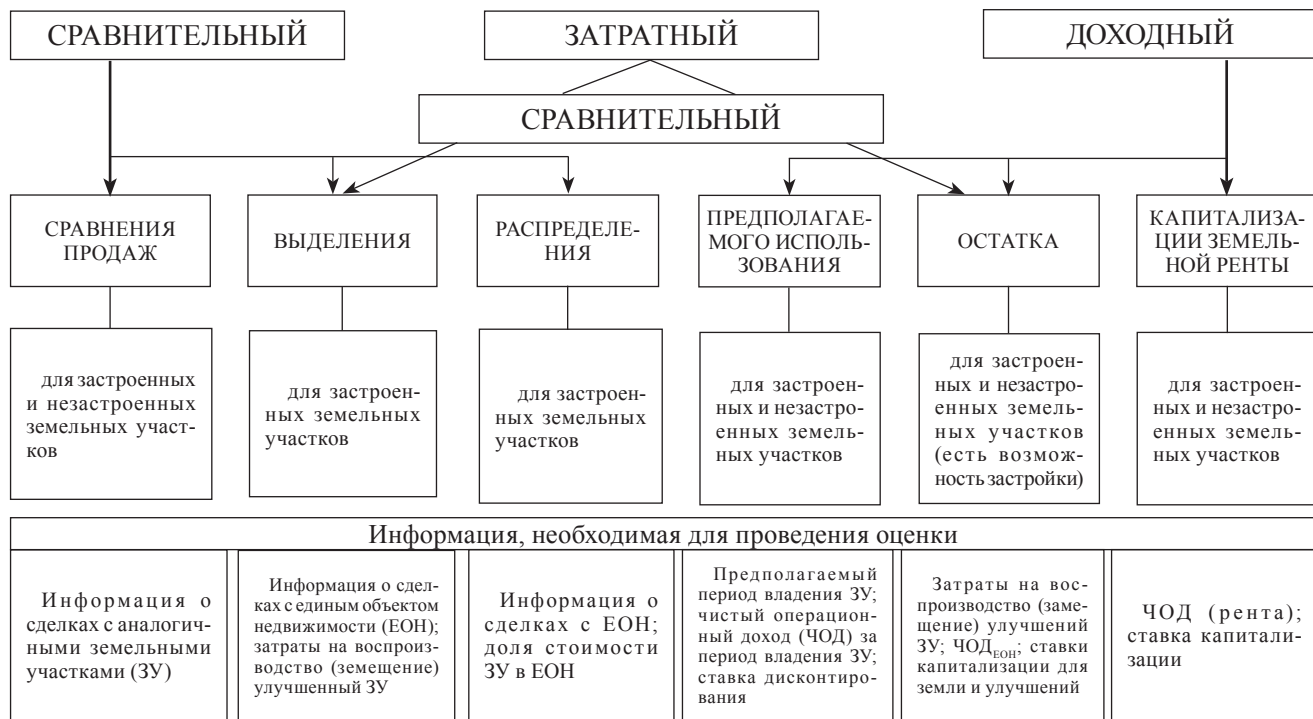 СРАВНИТЕЛЬНЫЙ
ЗАТРАТНЫЙ
ДОХОДНЫЙ
СРАВНИТЕЛЬНЫЙ
СРАВНЕНИЯ
ПРОДАЖ
ВЫДЕЛЕНИЯ
РАСПРЕДЕЛЕ-
НИЯ
ПРЕДПОЛАГАЕ-
МОГО ИСПОЛЬ-
ЗОВАНИЯ
ОСТАТКА
КАПИТАЛИЗА-
ЦИИ ЗЕМЕЛЬ-
НОЙ РЕНТЫ
для застроенных
и незастроенных
земельных участ-
ков
для застроен-
ных земельных
участков
для застроен-
ных земельных
участков
для застроен-
ных и незастро-
енных земель-
ных участков
для застроен-
ных и незастро-
енных земель-
ных участков
(есть возмож-
ность застройки)
для застроен-
ных и незастро-
енных земель-
ных участков
Информация, необходимая для проведения оценки
Информация о
сделках с аналогич-
ными земельными
участками (ЗУ)
Информация о сдел-
ках с единым объектом
недвижимости (ЕОН);
затраты на воспроиз-
водство (земещение)
улучшенный ЗУ
Информация о
сделках с ЕОН;
доля стоимости
ЗУ в ЕОН
Предполагаемый
период владения ЗУ;
чистый операцион-
ный доход (ЧОД) за
период владения ЗУ;
ставка дисконтиро-
вания
Затраты на вос-
производство (заме-
щение) улучшений
ЗУ; ЧОД ЕОН; ставки
капитализации для
земли и улучшений
ЧОД (рента);
ставка капитали-
зации